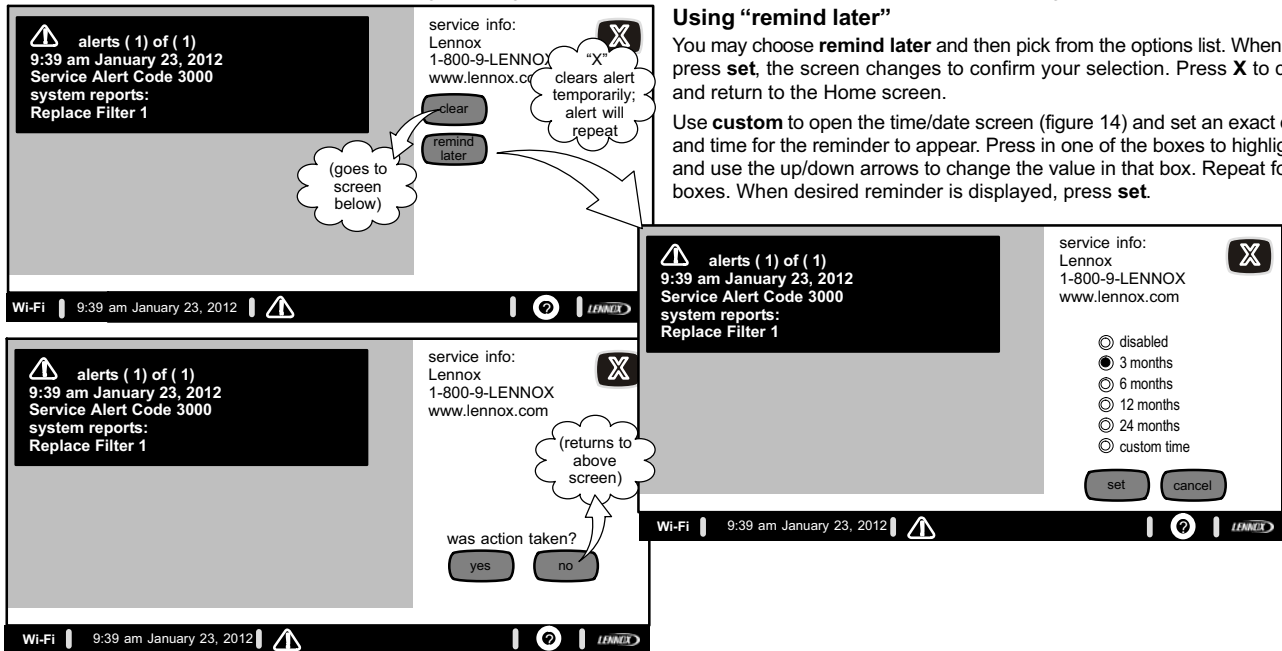 alerts ( 1) of ( 1)
9:39 am January 23, 2012
Service Alert Code 3000
system reports:
Replace Filter 1
service info:
Lennox
1-800-9-LENNOX
www.lennox.co
X
"X"
clears alert
temporarily;
alert will
repeat
clear
remind
later
(goes to
screen
below)
Wi-Fi
9:39 am January 23, 2012
?
LENNOX
Using “remind later”
You may choose remind later and then pick from the options list. When
press set, the screen changes to confirm your selection. Press X to
and return to the Home screen.
Use custom to open the time/date screen (figure 14) and set an exact
and time for the reminder to appear. Press in one of the boxes to
and use the up/down arrows to change the value in that box. Repeat
boxes. When desired reminder is displayed, press set.
alerts ( 1) of ( 1)
9:39 am January 23, 2012
Service Alert Code 3000
system reports:
Replace Filter 1
service info:
Lennox
1-800-9-LENNOX
www.lennox.com
X
(returns to
above
screen)
was action taken?
yes
no
Wi-Fi
9:39 am January 23, 2012
?
LENNOX
alerts ( 1) of ( 1)
9:39 am January 23, 2012
Service Alert Code 3000
system reports:
Replace Filter 1
service info:
Lennox
1-800-9-LENNOX
www.lennox.com
X
disabled
3 months
6 months
12 months
24 months
custom time
set
cancel
Wi-Fi
9:39 am January 23, 2012
?
LENNOX